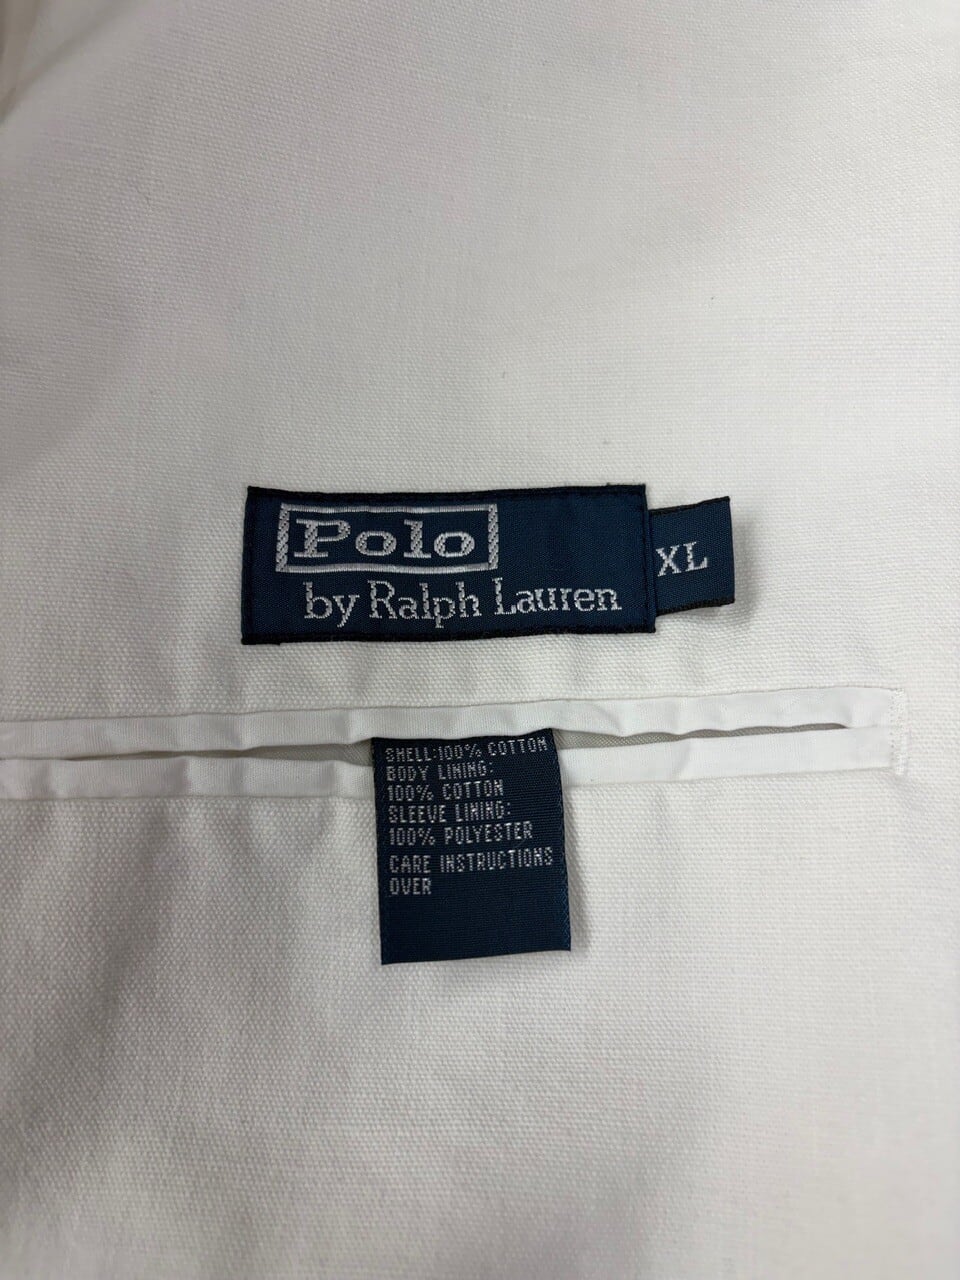 Polo
by Ralph Lauren
XL
SHELL:100% COTTON
BODY LINING:
100% COTTON
SLEEVE LINING:
100% POLYESTER
CARE INSTRUCTIONS
OVER